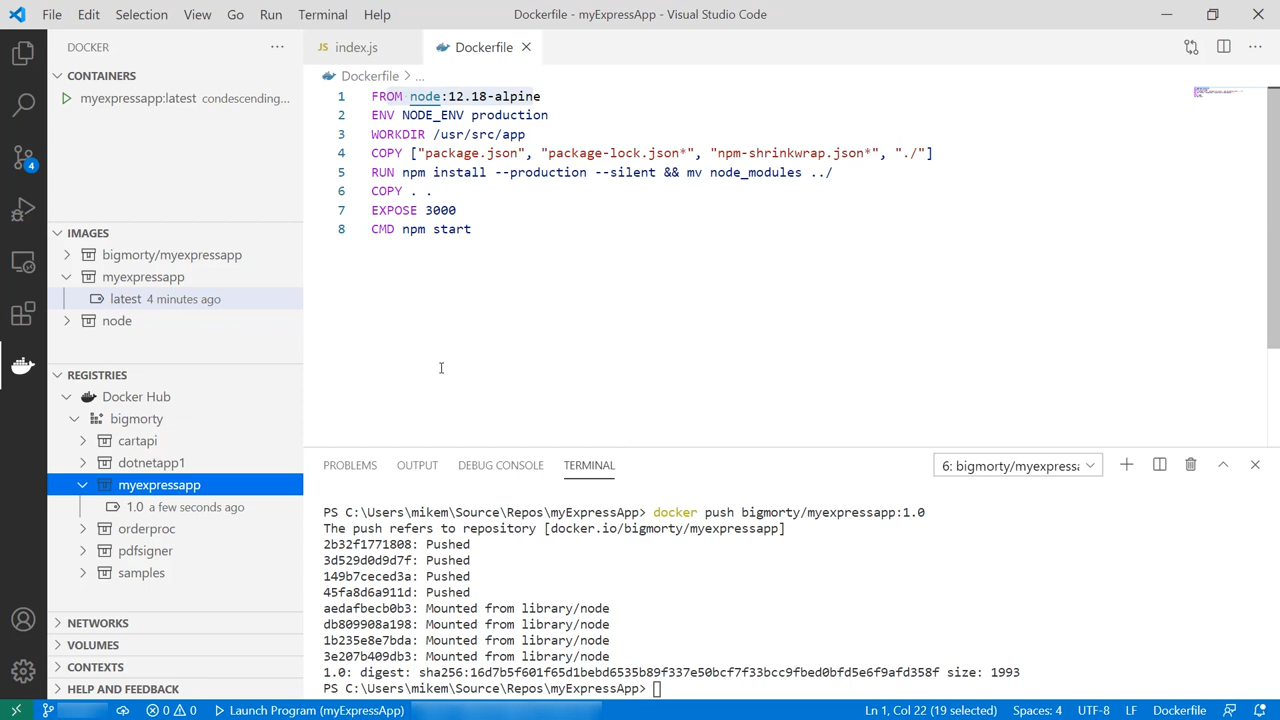 File Edit Selection View Go Run Terminal Help
Dockerfile - myExpressApp - Visual Studio Code
DOCKER
JS index.js
Dockerfile
CONTAINERS
myexpressapp:latest condescending...
4
IMAGES
bigmorty/myexpressapp
myexpressapp
latest 4 minutes ago
node
REGISTRIES
Docker Hub
bigmorty
cartapi
dotnetapp1
myexpressapp
1.0 a few seconds ago
orderproc
pdfsigner
samples
NETWORKS
VOLUMES
CONTEXTS
HELP AND FEEDBACK
Dockerfile > ...
1 FROM node:12.18-alpine
2 ENV NODE_ENV production
3 WORKDIR /usr/src/app
4 COPY ["package.json", "package-lock.json*", "npm-shrinkwrap.json*", "./"]
5 RUN npm install --production --silent && mv node_modules ../
6 COPY . .
7 EXPOSE 3000
8 CMD npm start
PROBLEMS OUTPUT DEBUG CONSOLE TERMINAL
6: bigmorty/myexpressa
PS C:\Users\mikem\Source\Repos\myExpressApp> docker push bigmorty/myexpressapp:1.0
The push refers to repository [docker.io/bigmorty/myexpressapp]
2b32f1771808: Pushed
3d529d0d9d7f: Pushed
149b7ceced3a: Pushed
45fa8d6a911d: Pushed
aedafbecb0b3: Mounted from library/node
db809908a198: Mounted from library/node
1b235e8e7bda: Mounted from library/node
3e207b409db3: Mounted from library/node
1.0: digest: sha256:16d7b5f601f65d1bebd6535b89f337e50bcf7f33bcc9fbed0bfd5e6f9afd358f size: 1993
PS C:\Users\mikem\Source\Repos\myExpressApp>
0 0 Launch Program (myExpressApp)
Ln 1, Col 22 (19 selected) Spaces: 4 UTF-8 LF Dockerfile